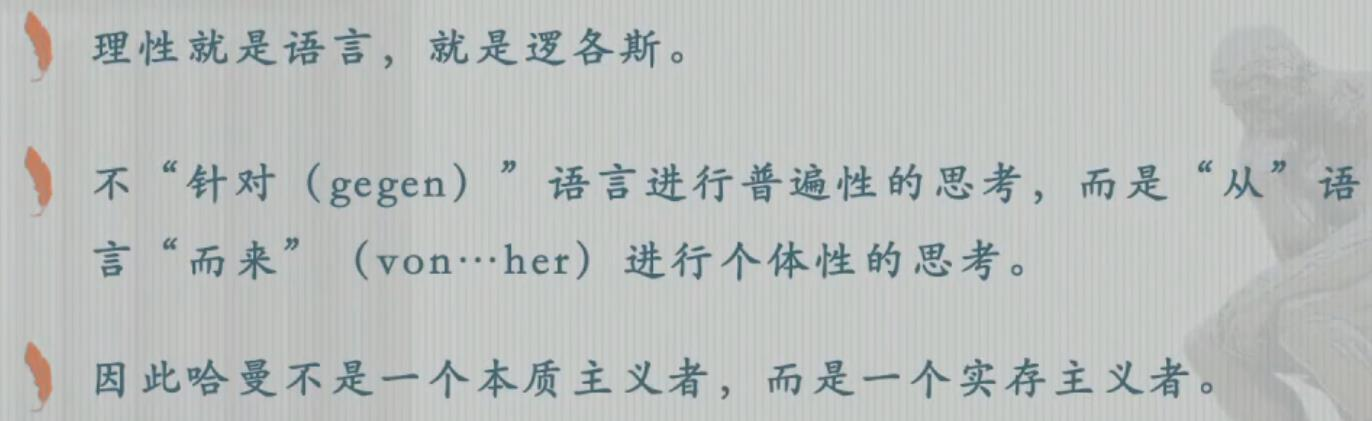 理性就是语言，就是逻各斯。
不“针对（gegen）”语言进行普遍性的思考，而是“从”语
言“而来”（von…her）进行个体性的思考。
因此哈曼不是一个本质主义者，而是一个实存主义者。